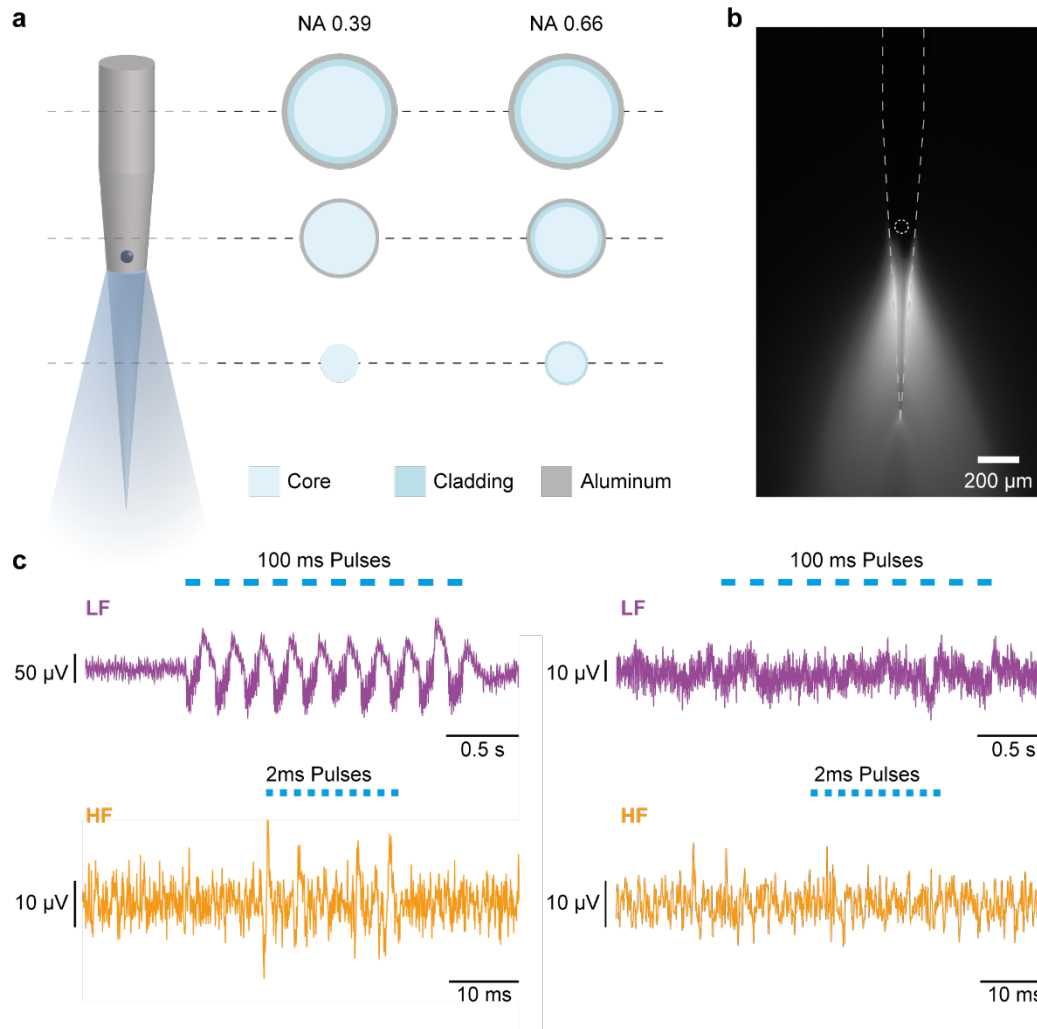 a
NA 0.39
NA 0.66
Core
Cladding
Aluminum
b
200 µm
c
100 ms Pulses
LF
50 µV
0.5 s
2ms Pulses
HF
10 µV
10 ms
100 ms Pulses
LF
10 µV
0.5 s
2ms Pulses
HF
10 µV
10 ms